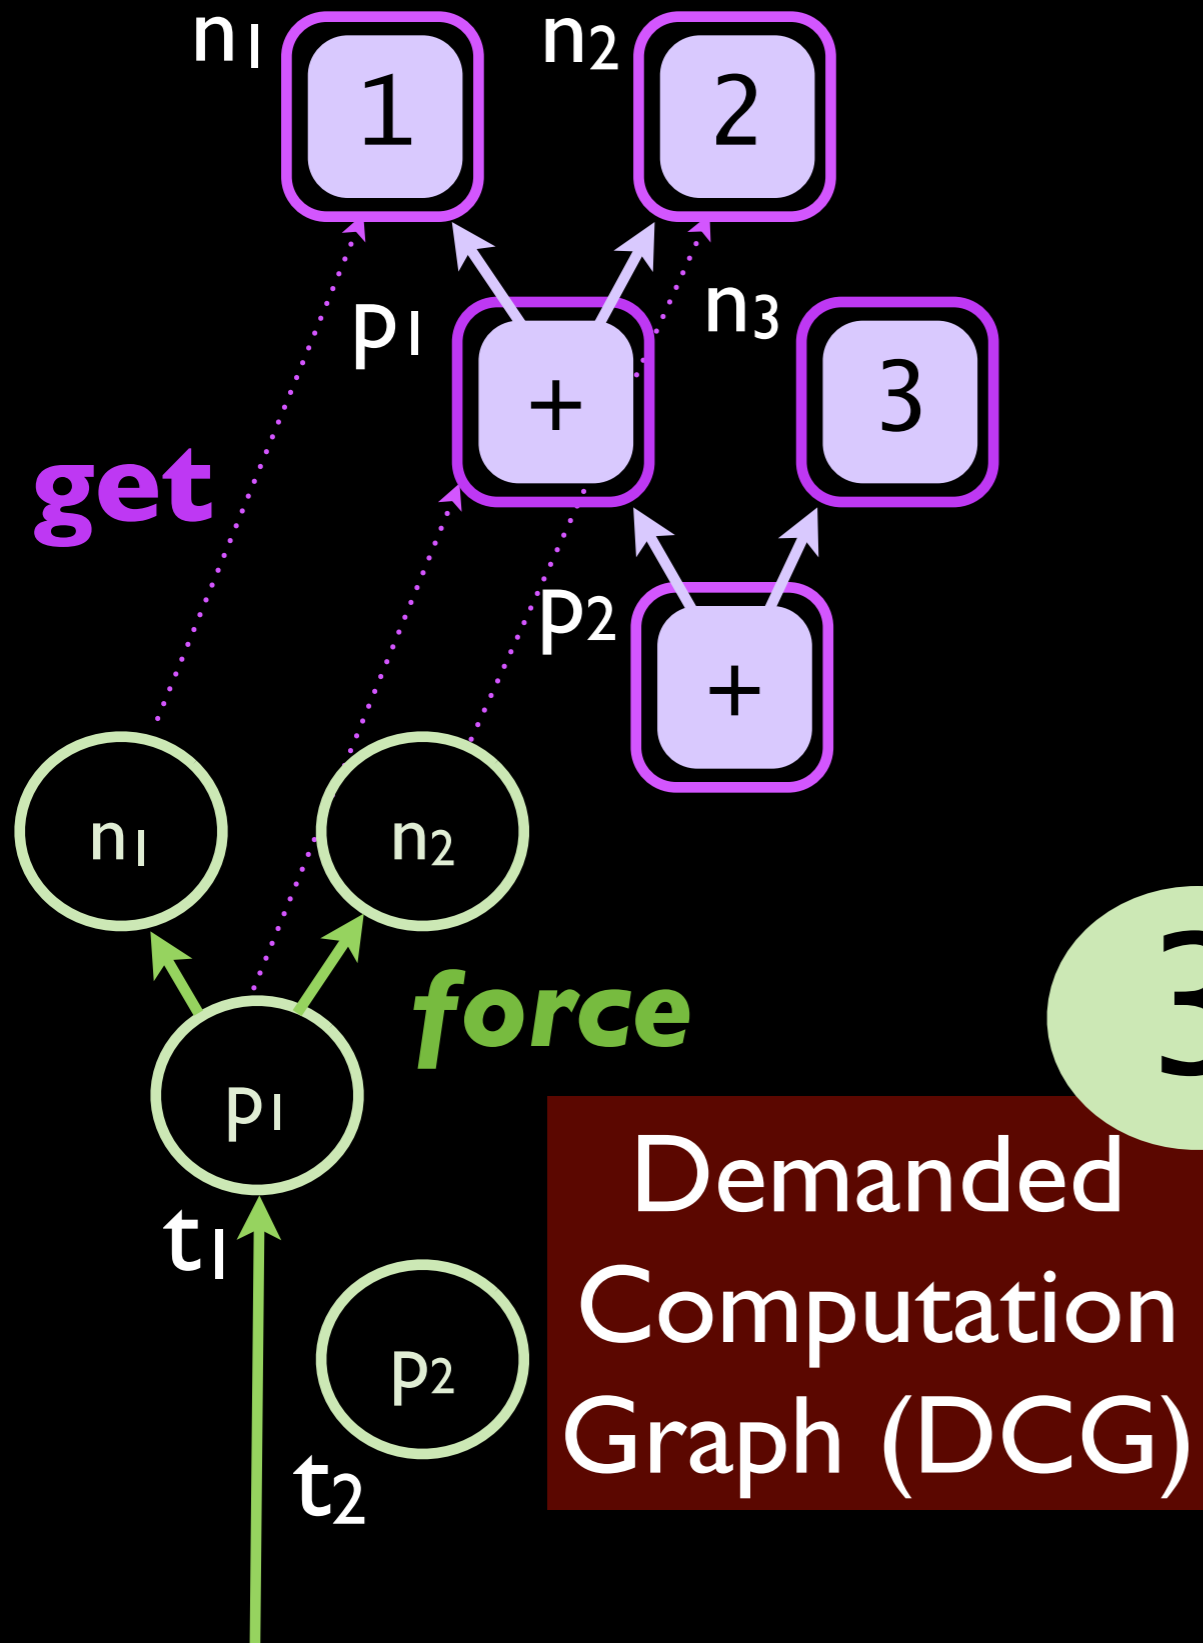 n1
1
n2
2
p1
+
n3
3
get
p2
+
n1
n2
force
3
p1
Demanded
t1
Computation
p2
Graph (DCG)
t2